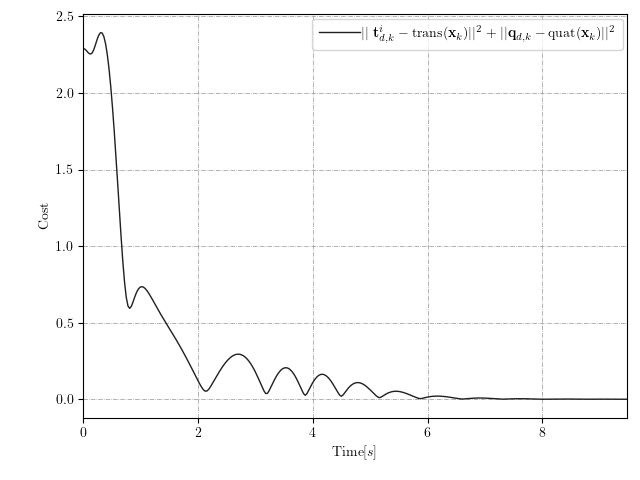 2.5
|| t^i_{d,k} − trans(x_k)||² + ||q_{d,k} − quat(x_k)||²
2.0
1.5
Cost
1.0
0.5
0.0
0 2 4 6 8
Time[s]